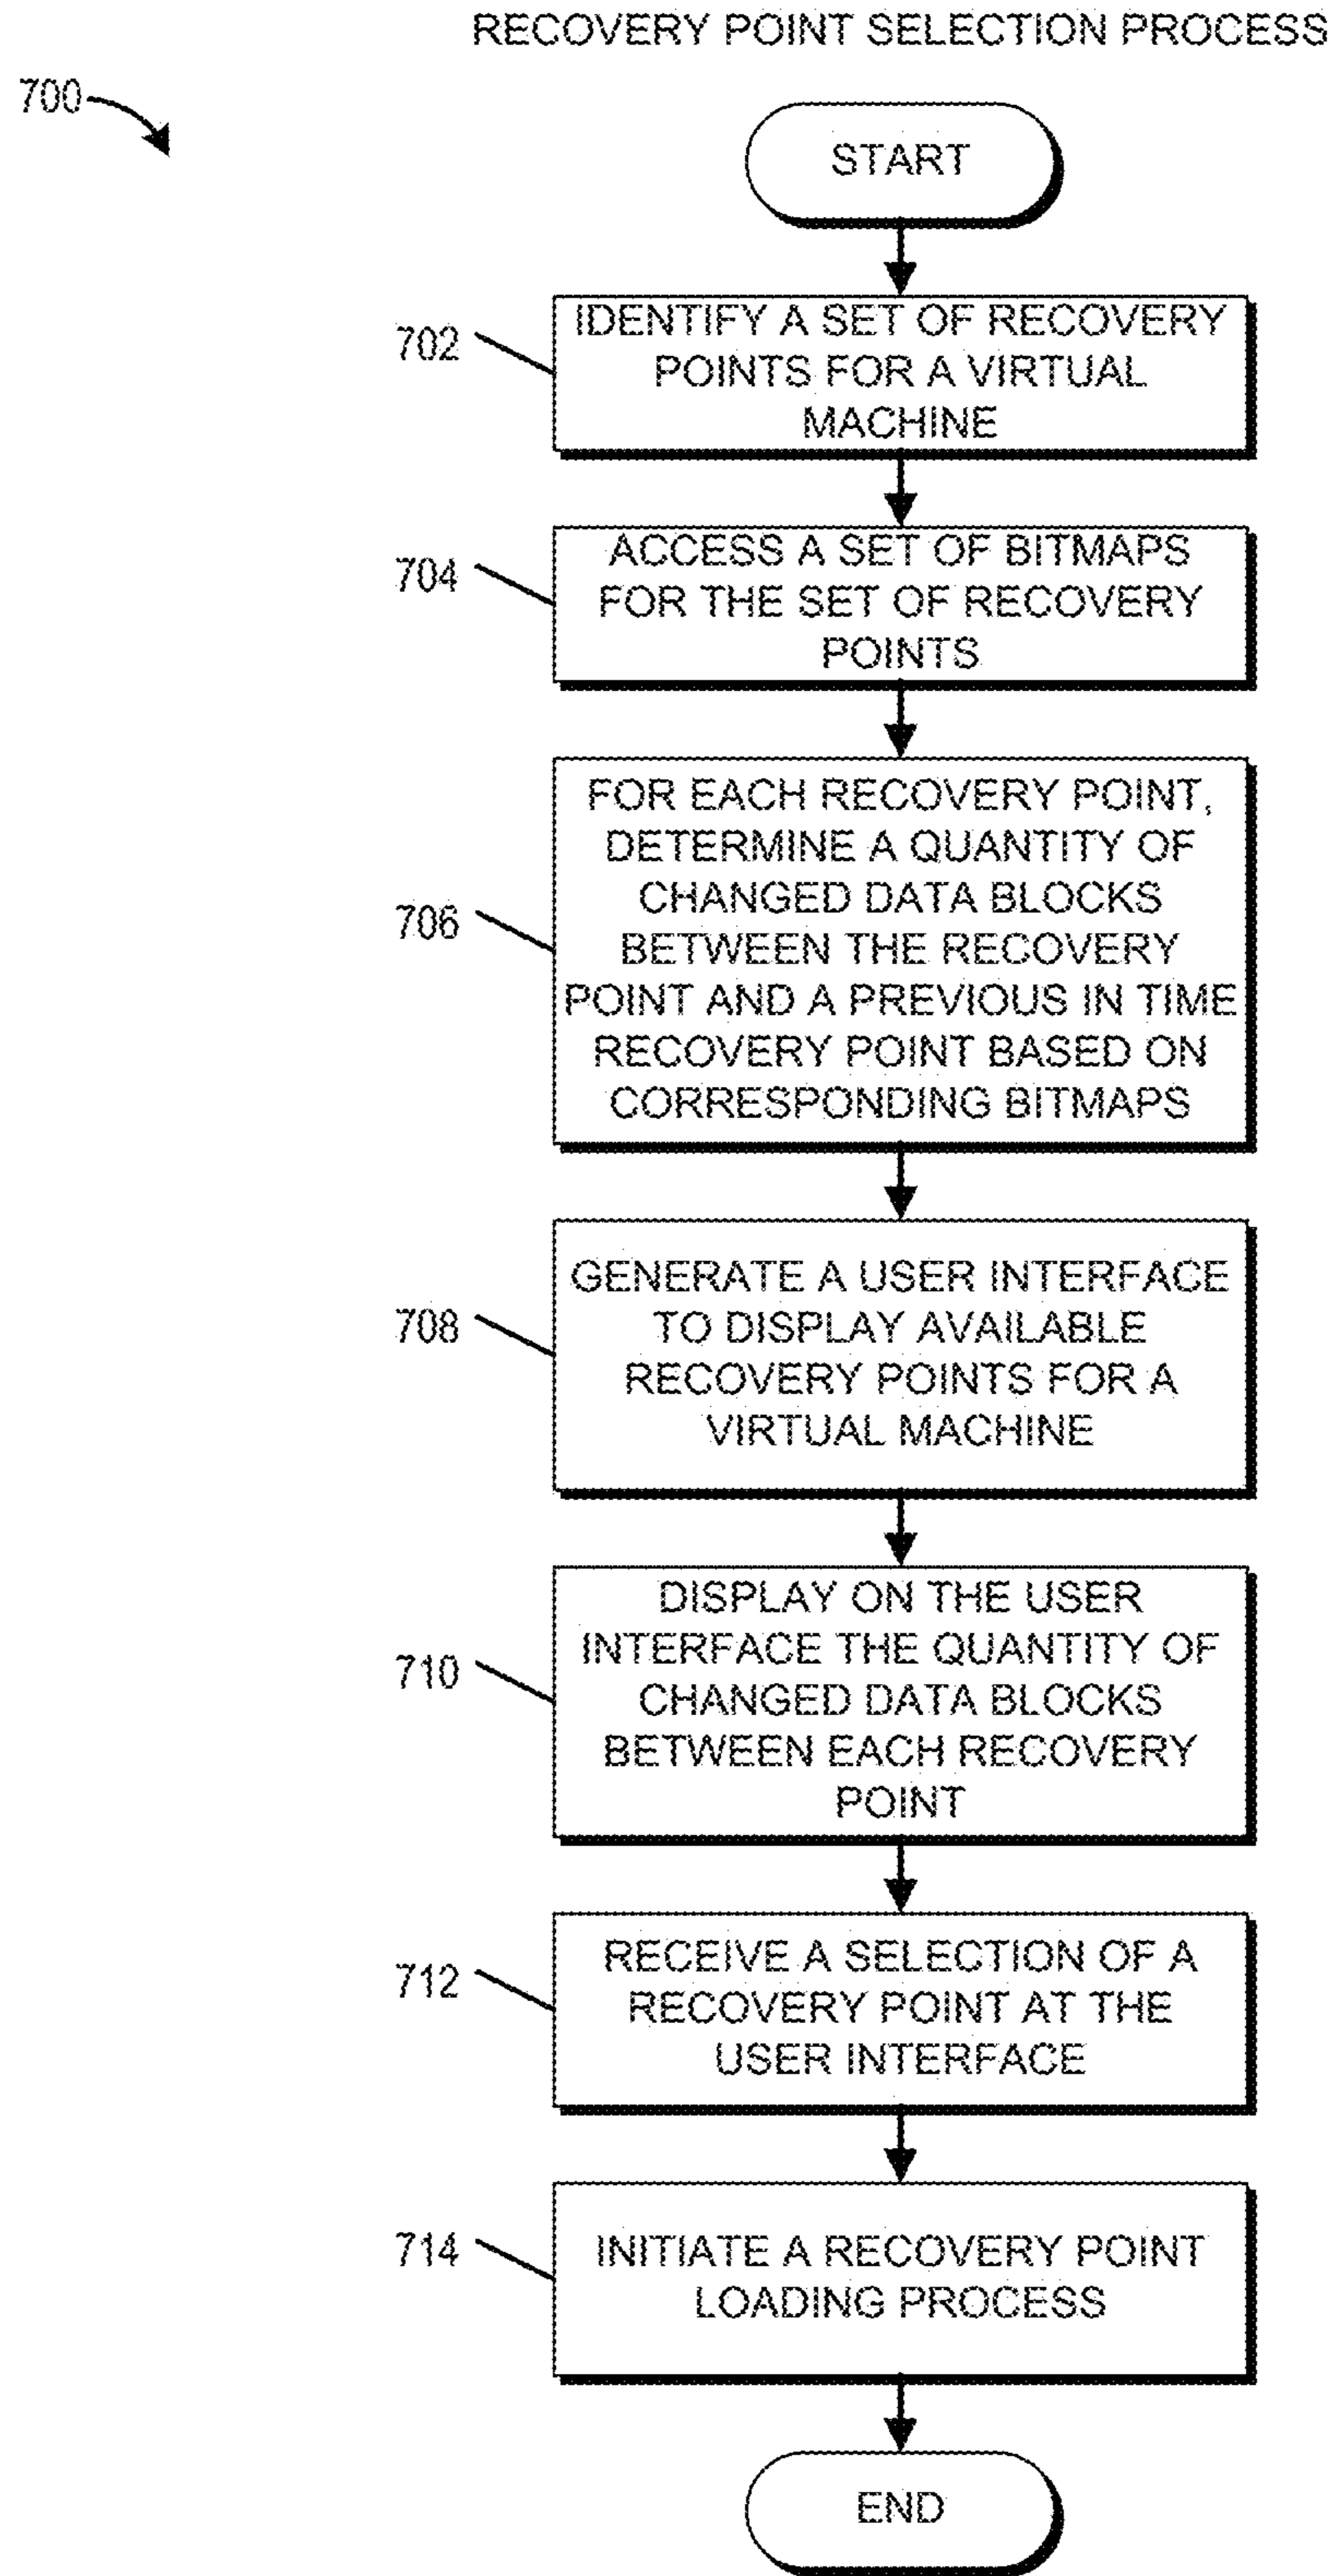 RECOVERY POINT SELECTION PROCESS
700
START
702
IDENTIFY A SET OF RECOVERY
POINTS FOR A VIRTUAL
MACHINE
704
ACCESS A SET OF BITMAPS
FOR THE SET OF RECOVERY
POINTS
706
FOR EACH RECOVERY POINT,
DETERMINE A QUANTITY OF
CHANGED DATA BLOCKS
BETWEEN THE RECOVERY
POINT AND A PREVIOUS IN TIME
RECOVERY POINT BASED ON
CORRESPONDING BITMAPS
708
GENERATE A USER INTERFACE
TO DISPLAY AVAILABLE
RECOVERY POINTS FOR A
VIRTUAL MACHINE
710
DISPLAY ON THE USER
INTERFACE THE QUANTITY OF
CHANGED DATA BLOCKS
BETWEEN EACH RECOVERY
POINT
712
RECEIVE A SELECTION OF A
RECOVERY POINT AT THE
USER INTERFACE
714
INITIATE A RECOVERY POINT
LOADING PROCESS
END